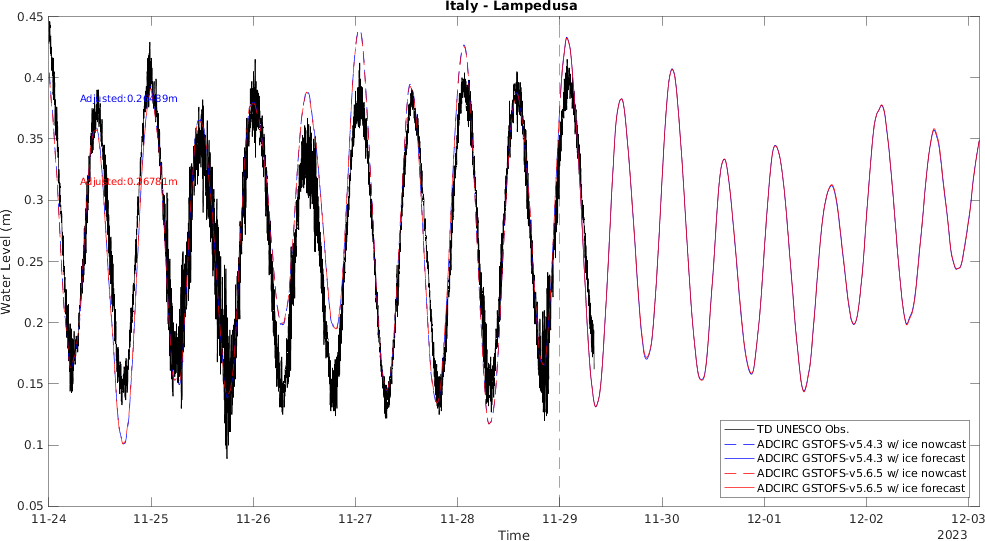 Italy - Lampedusa
Water Level (m)
0.45
0.4
0.35
0.3
0.25
0.2
0.15
0.1
0.05
Adjusted:0.26781m
TD UNESCO Obs.
ADCIRC GSTOFS-v5.4.3 w/ ice nowcast
ADCIRC GSTOFS-v5.4.3 w/ ice forecast
ADCIRC GSTOFS-v5.6.5 w/ ice nowcast
ADCIRC GSTOFS-v5.6.5 w/ ice forecast
11-24 11-25 11-26 11-27 11-28 11-29 11-30 12-01 12-02 12-03
Time
2023